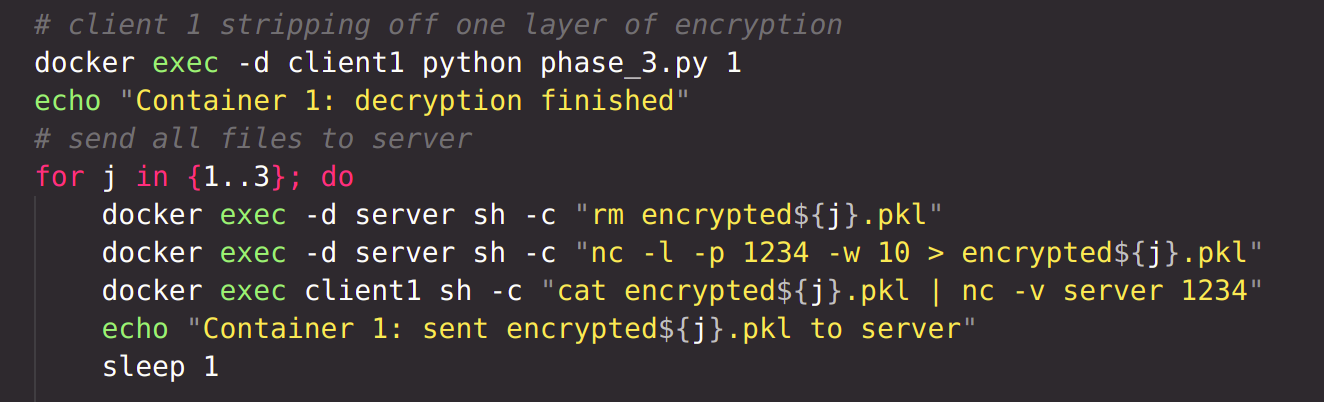 # client 1 stripping off one layer of encryption
docker exec -d client1 python phase_3.py 1
echo "Container 1: decryption finished"
# send all files to server
for j in {1..3}; do
    docker exec -d server sh -c "rm encrypted${j}.pkl"
    docker exec -d server sh -c "nc -l -p 1234 -w 10 > encrypted${j}.pkl"
    docker exec client1 sh -c "cat encrypted${j}.pkl | nc -v server 1234"
    echo "Container 1: sent encrypted${j}.pkl to server"
    sleep 1